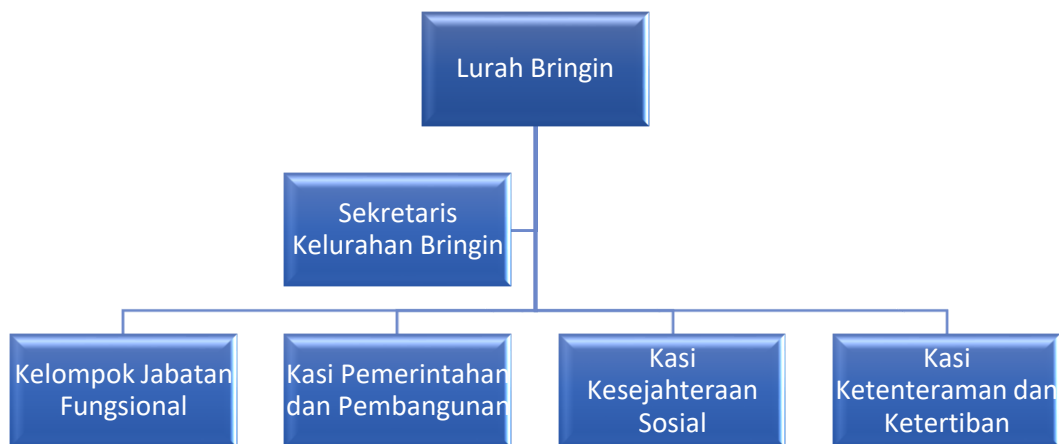 Lurah Bringin
Sekretaris
Kelurahan Bringin
Kelompok Jabatan
Fungsional
Kasi Pemerintahan
dan Pembangunan
Kasi
Kesejahteraan
Sosial
Kasi
Ketenteraman dan
Ketertiban